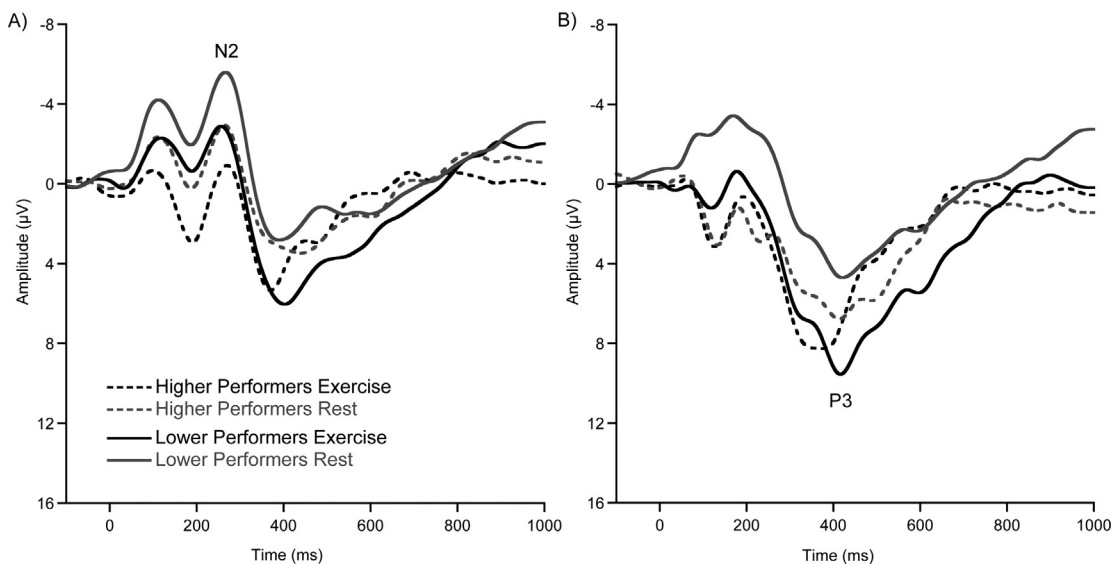 A)
N2
-8
-4
0
4
8
12
16
Amplitude (µV)
Higher Performers Exercise
Higher Performers Rest
Lower Performers Exercise
Lower Performers Rest
0
200
400
600
800
1000
Time (ms)
B)
-8
-4
0
4
8
12
16
Amplitude (µV)
P3
0
200
400
600
800
1000
Time (ms)